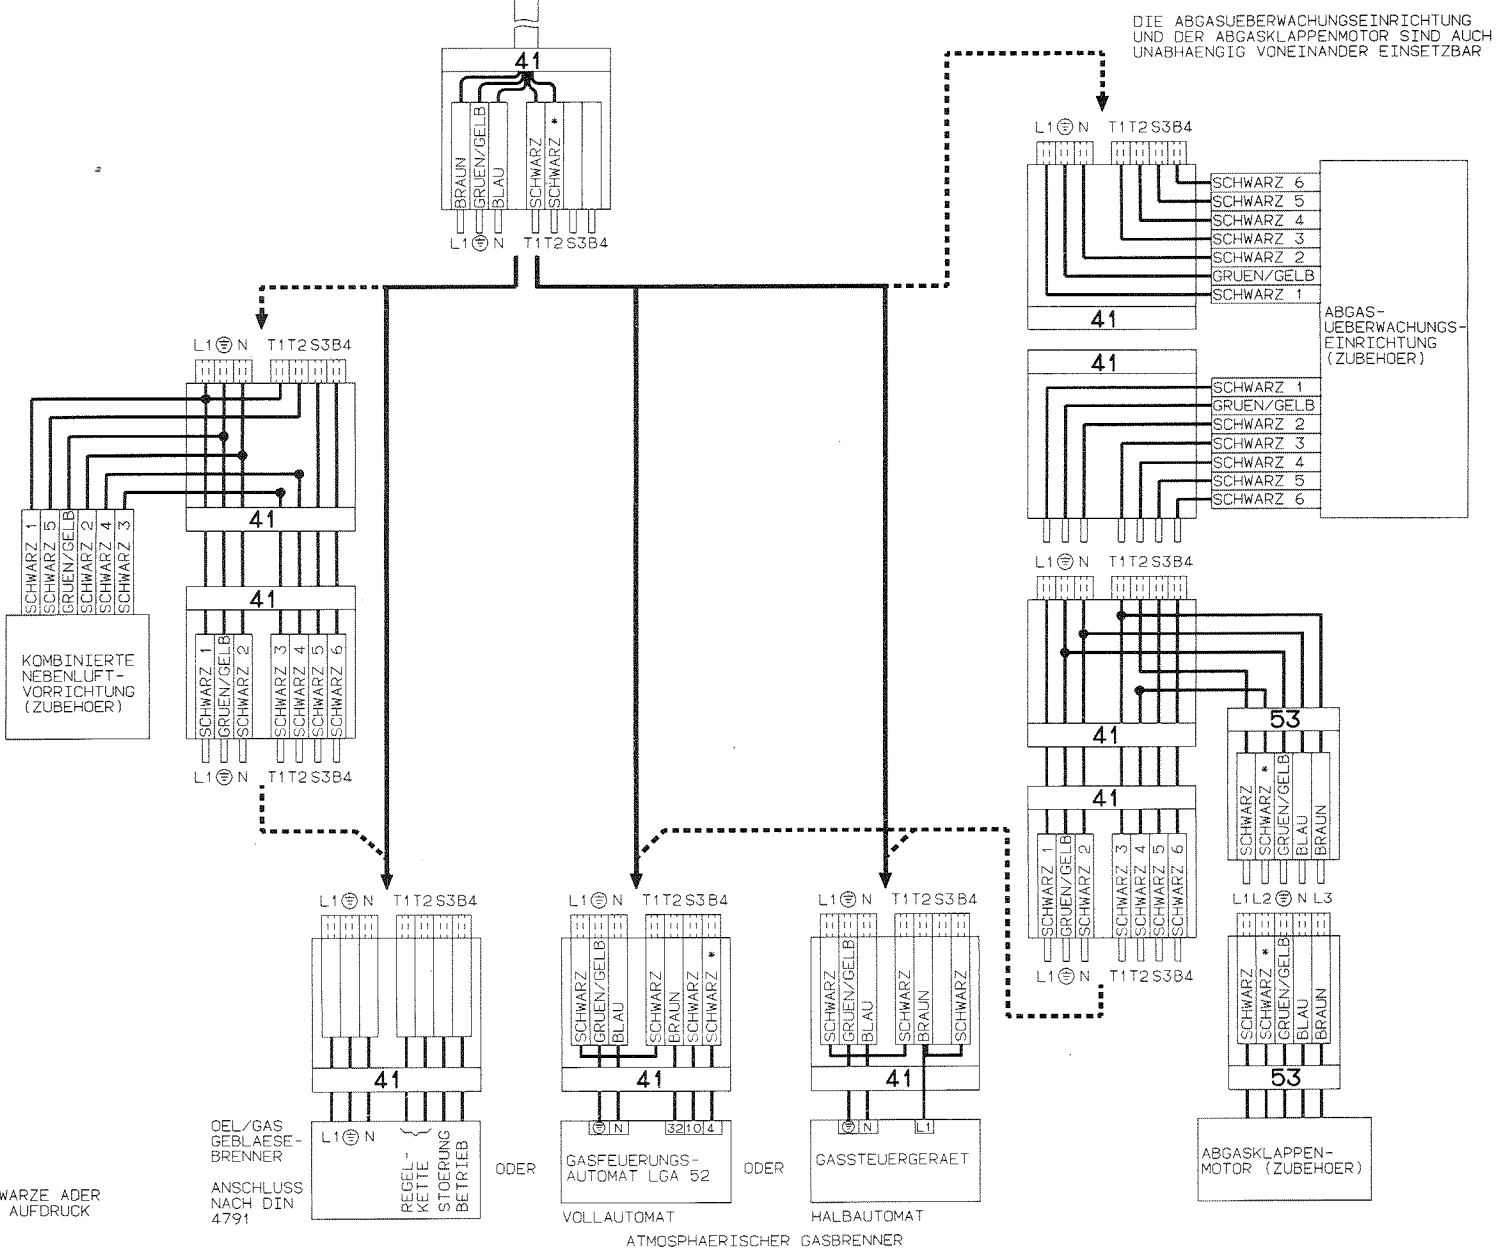 DIE ABGASUEBERWACHUNGSEINRICHTUNG
UND DER ABGASKLAPPENMOTOR SIND AUCH
UNABHAENGIG VONEINANDER EINSETZBAR
41
BRAUN
GRUEN/GELB
BLAU
SCHWARZ
SCHWARZ *
L1 N T1 T2 S3 B4
L1 N T1 T2 S3 B4
SCHWARZ 6
SCHWARZ 5
SCHWARZ 4
SCHWARZ 3
SCHWARZ 2
GRUEN/GELB
SCHWARZ 1
41
ABGAS-
UEBERWACHUNGS-
EINRICHTUNG
(ZUBEHOER)
41
SCHWARZ 1
GRUEN/GELB
SCHWARZ 2
SCHWARZ 3
SCHWARZ 4
SCHWARZ 5
SCHWARZ 6
L1 N T1 T2 S3 B4
L1 N T1 T2 S3 B4
41
SCHWARZ 1
SCHWARZ 5
GRUEN/GELB
SCHWARZ 2
SCHWARZ 4
SCHWARZ 3
KOMBINIERTE
NEBENLUFT-
VORRICHTUNG
(ZUBEHOER)
41
SCHWARZ 1
GRUEN/GELB
SCHWARZ 2
SCHWARZ 3
SCHWARZ 4
SCHWARZ 5
SCHWARZ 6
L1 N T1 T2 S3 B4
41
41
SCHWARZ 1
GRUEN/GELB
SCHWARZ 2
SCHWARZ 3
SCHWARZ 4
SCHWARZ 5
SCHWARZ 6
L1 N T1 T2 S3 B4
53
SCHWARZ
SCHWARZ *
GRUEN/GELB
BLAU
BRAUN
L1 L2 N L3
SCHWARZ
SCHWARZ *
GRUEN/GELB
BLAU
BRAUN
53
ABGASKLAPPEN-
MOTOR (ZUBEHOER)
L1 N T1 T2 S3 B4
41
OEL/GAS
GEBLAESE-
BRENNER
ANSCHLUSS
NACH DIN
4791
L1 N
REGEL-
KETTE
STOERUNG
BETRIEB
ODER
L1 N T1 T2 S3 B4
SCHWARZ
GRUEN/GELB
BLAU
SCHWARZ
BRAUN
SCHWARZ
SCHWARZ *
41
N 32 10 4
GASFEUERUNGS-
AUTOMAT LGA 52
VOLLAUTOMAT
ODER
L1 N T1 T2 S3 B4
SCHWARZ
GRUEN/GELB
BLAU
SCHWARZ
BRAUN
SCHWARZ
41
N L1
GASSTEUERGERAET
HALBAUTOMAT
ATMOSPHAERISCHER GASBRENNER
WARZE ADER
AUFDRUCK